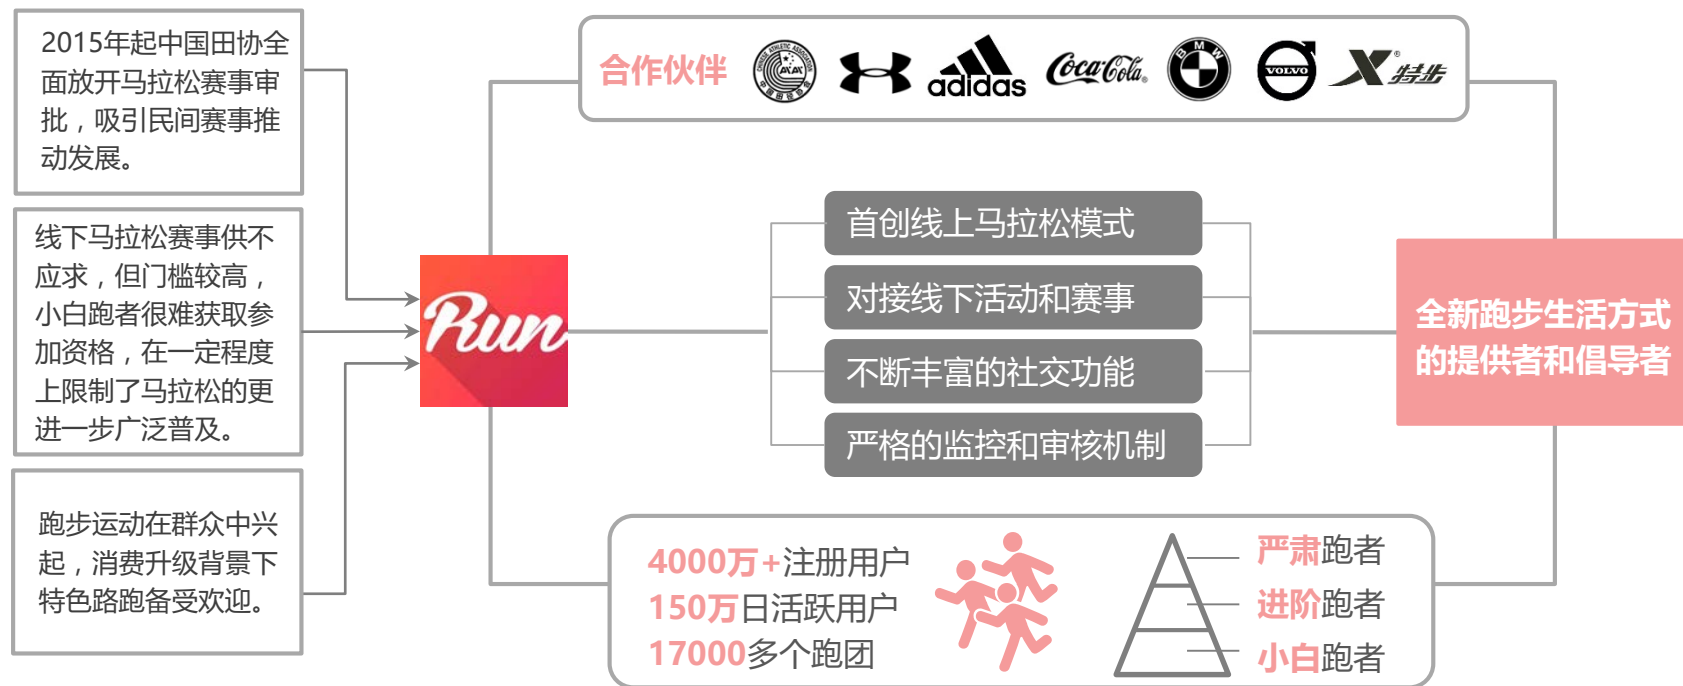 2015年起中国田协全
面放开马拉松赛事审
批，吸引民间赛事推
动发展。
线下马拉松赛事供不
应求，但门槛较高，
小白跑者很难获取参
加资格，在一定程度
上限制了马拉松的更
进一步广泛普及。
跑步运动在群众中兴
起，消费升级背景下
特色路跑备受欢迎。
Run
合作伙伴
CHINESE ATHLETIC ASSOCIATION
中国田径协会
adidas
Coca-Cola®
BMW
VOLVO
X®特步
首创线上马拉松模式
对接线下活动和赛事
不断丰富的社交功能
严格的监控和审核机制
全新跑步生活方式
的提供者和倡导者
4000万+注册用户
150万日活跃用户
17000多个跑团
严肃跑者
进阶跑者
小白跑者